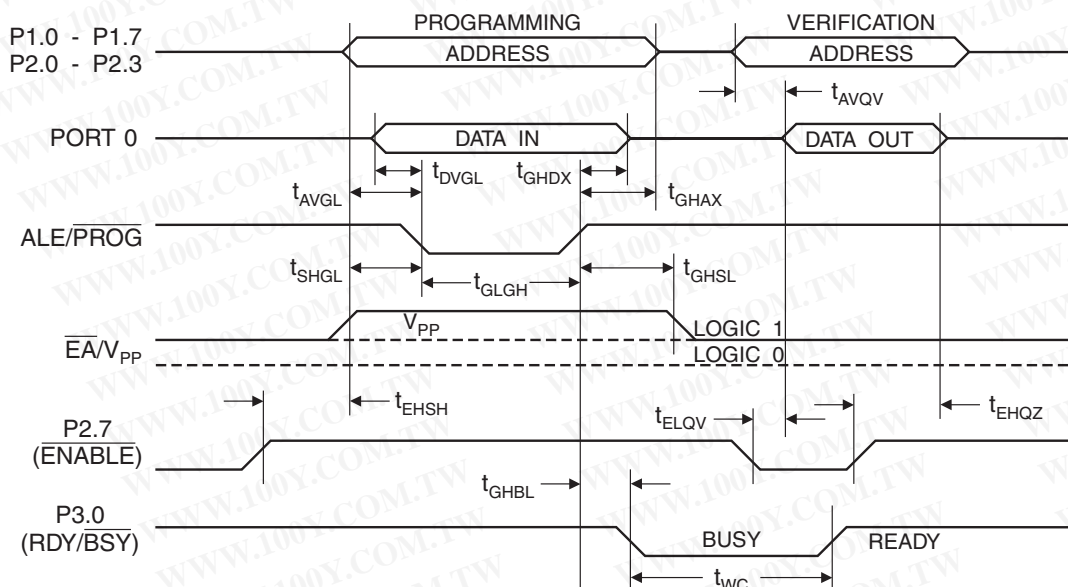 PROGRAMMING
VERIFICATION
P1.0 - P1.7
P2.0 - P2.3
ADDRESS
ADDRESS
tAVQV
PORT 0
DATA IN
DATA OUT
tDVGL
tGHDX
tAVGL
tGHAX
ALE/PROG
tSHGL
tGLGH
tGHSL
VPP
LOGIC 1
EA/VPP
LOGIC 0
tEHSH
tELQV
tEHQZ
P2.7
(ENABLE)
tGHBL
P3.0
(RDY/BSY)
BUSY
READY
tWC
WWW.100Y.COM.TW